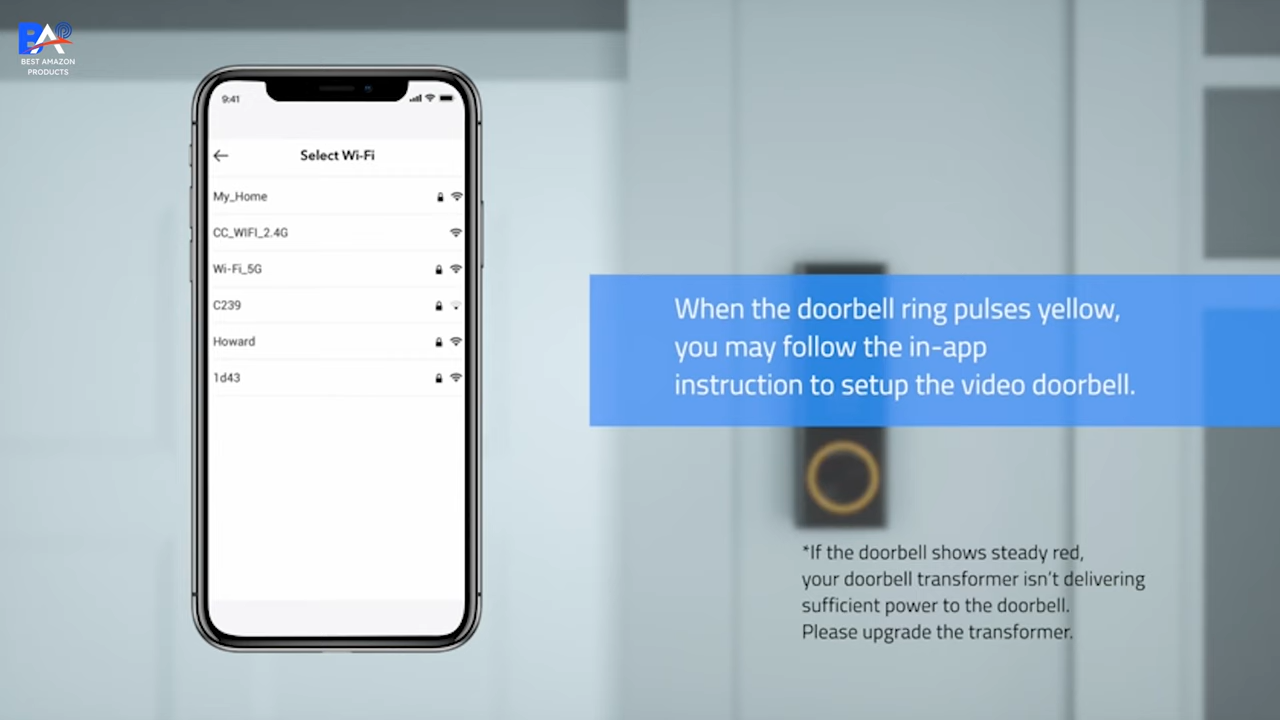 BAP
BEST AMAZON
PRODUCTS
9:41
Select Wi-Fi
My_Home
CC_WIFI_2.4G
Wi-Fi_5G
C239
Howard
1d43
When the doorbell ring pulses yellow,
you may follow the in-app
instruction to setup the video doorbell.
*If the doorbell shows steady red,
your doorbell transformer isn't delivering
sufficient power to the doorbell.
Please upgrade the transformer.